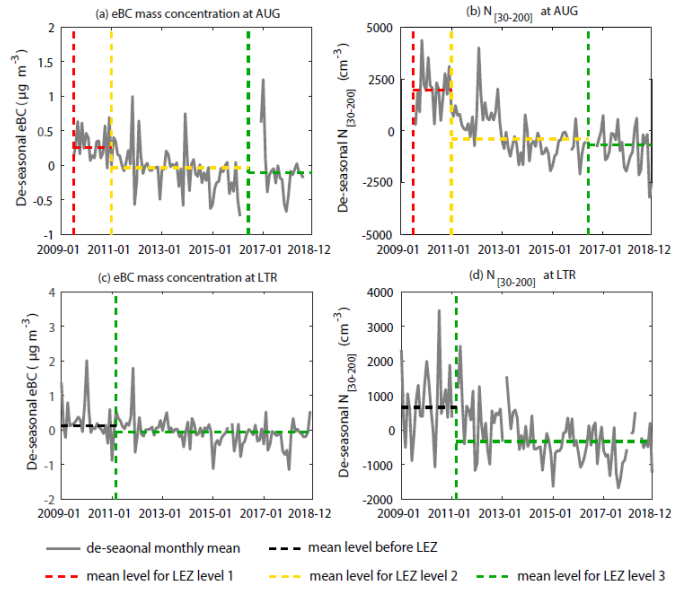 (a) eBC mass concentration at AUG
De-seasonal eBC ( μg m⁻³)
2
1.5
1
0.5
0
-0.5
-1
2009-01 2011-01 2013-01 2015-01 2017-01 2018-12
(b) N[30-200] at AUG
De-seasonal N[30-200] (cm⁻³)
5000
2500
0
-2500
-5000
2009-01 2011-01 2013-01 2015-01 2017-01 2018-12
(c) eBC mass concentration at LTR
De-seasonal eBC ( μg m⁻³)
4
3
2
1
0
-1
-2
2009-01 2011-01 2013-01 2015-01 2017-01 2018-12
(d) N[30-200] at LTR
De-seasonal N[30-200] (cm⁻³)
4000
3000
2000
1000
0
-1000
-2000
2009-01 2011-01 2013-01 2015-01 2017-01 2018-12
de-seaonal monthly mean
mean level before LEZ
mean level for LEZ level 1
mean level for LEZ level 2
mean level for LEZ level 3